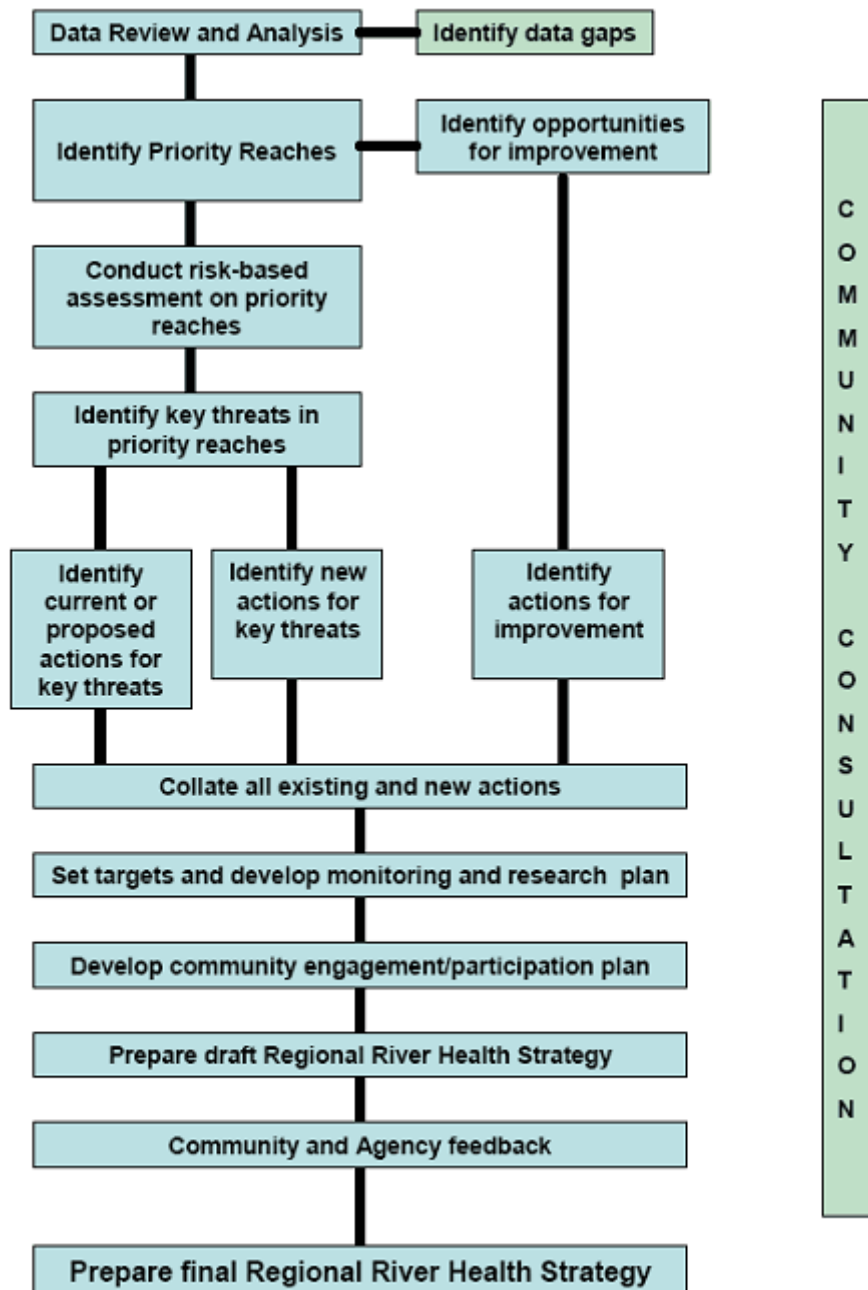 Data Review and Analysis
Identify data gaps
Identify Priority Reaches
Identify opportunities
for improvement
Conduct risk-based
assessment on priority
reaches
Identify key threats in
priority reaches
Identify
current or
proposed
actions for
key threats
Identify new
actions for
key threats
Identify
actions for
improvement
Collate all existing and new actions
Set targets and develop monitoring and research plan
Develop community engagement/participation plan
Prepare draft Regional River Health Strategy
Community and Agency feedback
Prepare final Regional River Health Strategy
COMMUNITY CONSULTATION